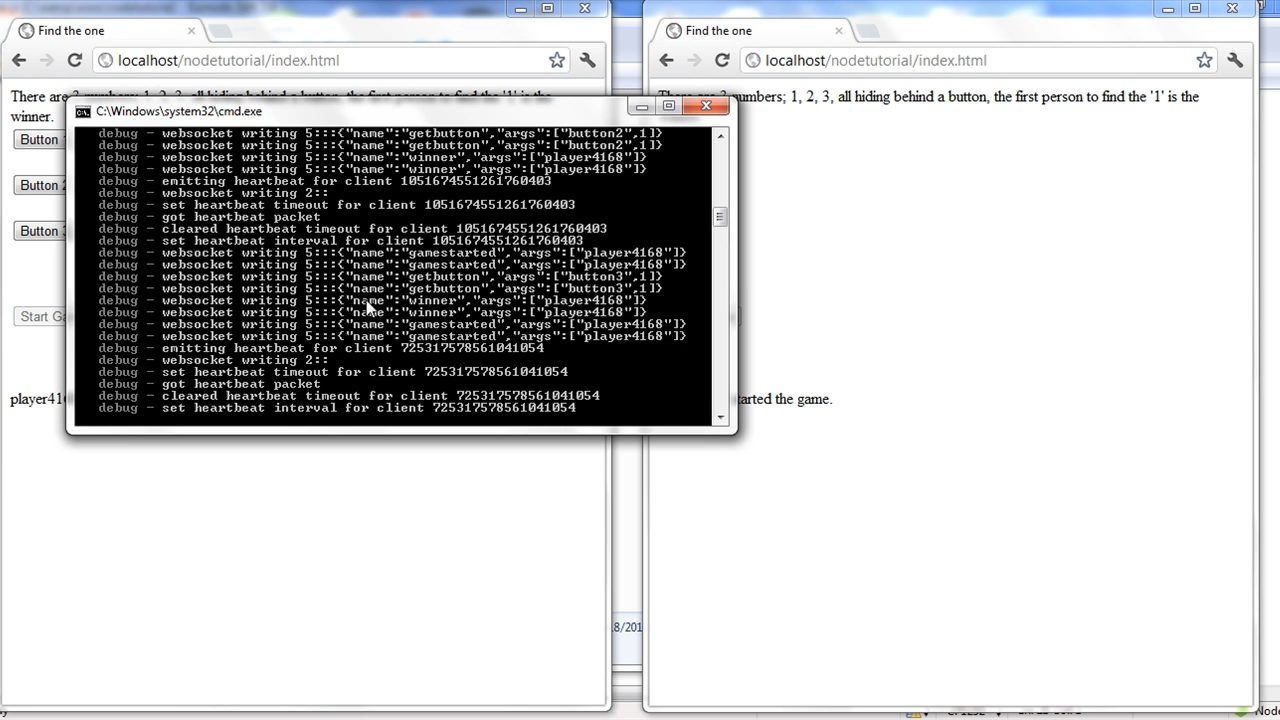 Find the one
Find the one
localhost/nodetutorial/index.html
localhost/nodetutorial/index.html
There are 3 numbers; 1, 2, 3, all hiding behind a button, the first person to find the '1' is the
winner.
There are 3 numbers; 1, 2, 3, all hiding behind a button, the first person to find the '1' is the
C:\Windows\system32\cmd.exe
Button
Button 2
Button 3
Start Ga
player416
debug - websocket writing 5:::{"name":"getbutton","args":["button2",1]}
debug - websocket writing 5:::{"name":"getbutton","args":["button2",1]}
debug - websocket writing 5:::{"name":"winner","args":["player4168"]}
debug - websocket writing 5:::{"name":"winner","args":["player4168"]}
debug - emitting heartbeat for client 1051674551261760403
debug - websocket writing 2::
debug - set heartbeat timeout for client 1051674551261760403
debug - got heartbeat packet
debug - cleared heartbeat timeout for client 1051674551261760403
debug - set heartbeat interval for client 1051674551261760403
debug - websocket writing 5:::{"name":"gamestarted","args":["player4168"]}
debug - websocket writing 5:::{"name":"gamestarted","args":["player4168"]}
debug - websocket writing 5:::{"name":"getbutton","args":["button3",1]}
debug - websocket writing 5:::{"name":"getbutton","args":["button3",1]}
debug - websocket writing 5:::{"name":"winner","args":["player4168"]}
debug - websocket writing 5:::{"name":"winner","args":["player4168"]}
debug - websocket writing 5:::{"name":"gamestarted","args":["player4168"]}
debug - websocket writing 5:::{"name":"gamestarted","args":["player4168"]}
debug - emitting heartbeat for client 725317578561041054
debug - websocket writing 2::
debug - set heartbeat timeout for client 725317578561041054
debug - got heartbeat packet
debug - cleared heartbeat timeout for client 725317578561041054
debug - set heartbeat interval for client 725317578561041054
tarted the game.
8/201
Node